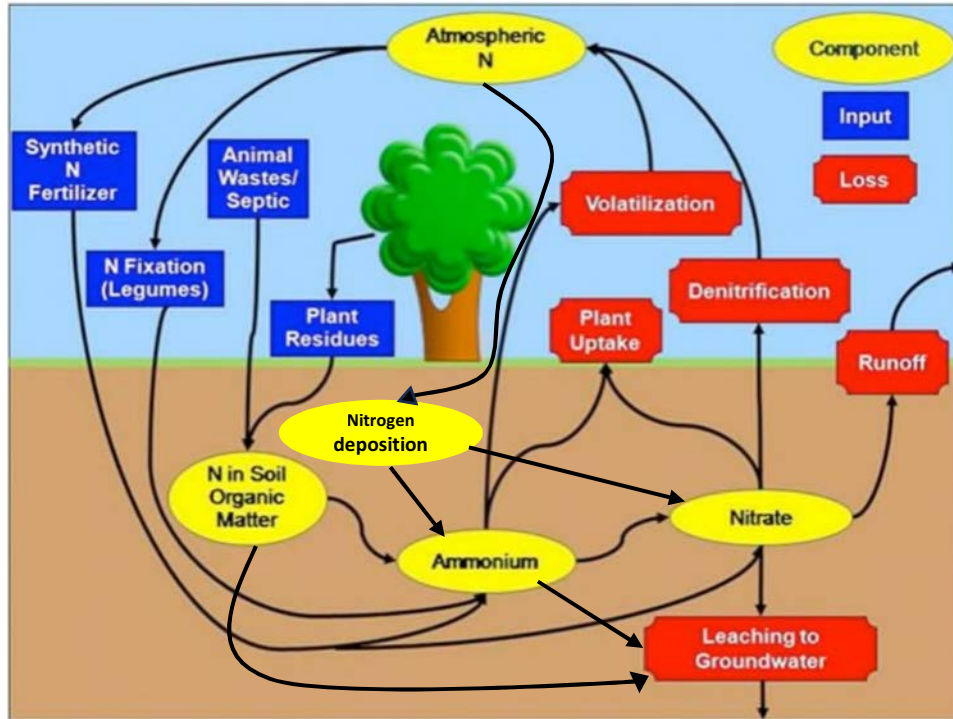 Atmospheric
N
Component
Input
Loss
Synthetic
N
Fertilizer
Animal
Wastes/
Septic
Volatilization
N Fixation
(Legumes)
Plant
Residues
Plant
Uptake
Denitrification
Runoff
Nitrogen
deposition
N in Soil
Organic
Matter
Nitrate
Ammonium
Leaching to
Groundwater